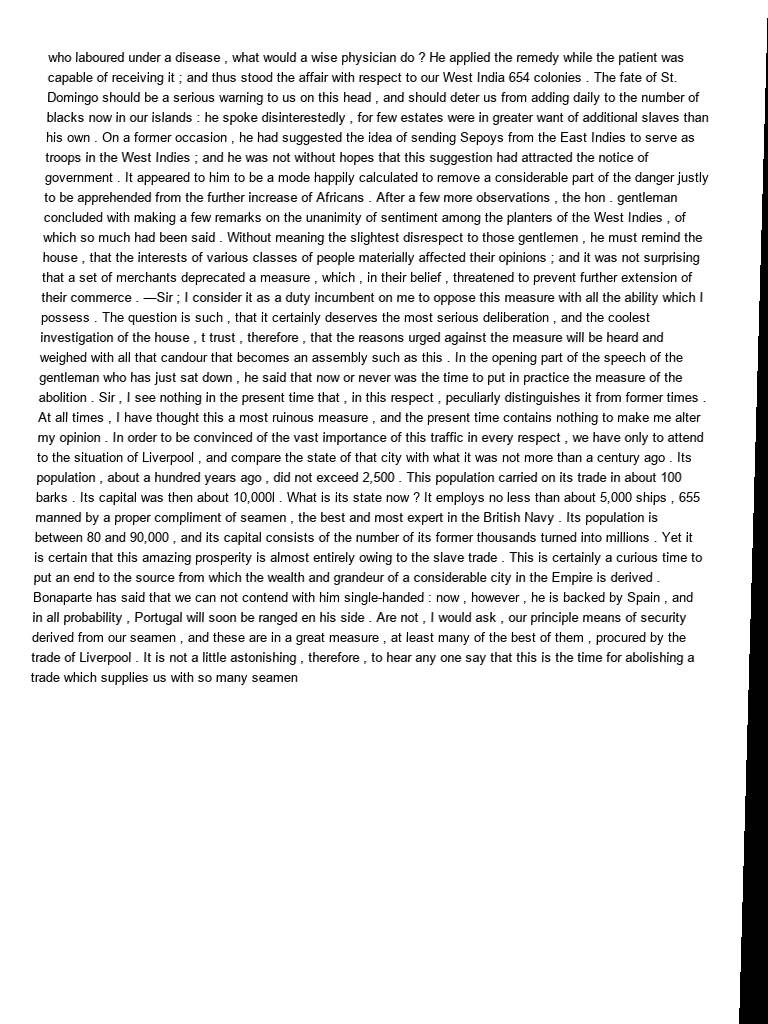 who laboured under a disease , what would a wise physician do ? He applied the remedy while the patient was
capable of receiving it ; and thus stood the affair with respect to our West India 654 colonies . The fate of St.
Domingo should be a serious warning to us on this head , and should deter us from adding daily to the number of
blacks now in our islands : he spoke disinterestedly , for few estates were in greater want of additional slaves than
his own . On a former occasion , he had suggested the idea of sending Sepoys from the East Indies to serve as
troops in the West Indies ; and he was not without hopes that this suggestion had attracted the notice of
government . It appeared to him to be a mode happily calculated to remove a considerable part of the danger justly
to be apprehended from the further increase of Africans . After a few more observations , the hon . gentleman
concluded with making a few remarks on the unanimity of sentiment among the planters of the West Indies , of
which so much had been said . Without meaning the slightest disrespect to those gentlemen , he must remind the
house , that the interests of various classes of people materially affected their opinions ; and it was not surprising
that a set of merchants deprecated a measure , which , in their belief , threatened to prevent further extension of
their commerce . —Sir ; I consider it as a duty incumbent on me to oppose this measure with all the ability which I
possess . The question is such , that it certainly deserves the most serious deliberation , and the coolest
investigation of the house , t trust , therefore , that the reasons urged against the measure will be heard and
weighed with all that candour that becomes an assembly such as this . In the opening part of the speech of the
gentleman who has just sat down , he said that now or never was the time to put in practice the measure of the
abolition . Sir , I see nothing in the present time that , in this respect , peculiarly distinguishes it from former times .
At all times , I have thought this a most ruinous measure , and the present time contains nothing to make me alter
my opinion . In order to be convinced of the vast importance of this traffic in every respect , we have only to attend
to the situation of Liverpool , and compare the state of that city with what it was not more than a century ago . Its
population , about a hundred years ago , did not exceed 2,500 . This population carried on its trade in about 100
barks . Its capital was then about 10,000l . What is its state now ? It employs no less than about 5,000 ships , 655
manned by a proper compliment of seamen , the best and most expert in the British Navy . Its population is
between 80 and 90,000 , and its capital consists of the number of its former thousands turned into millions . Yet it
is certain that this amazing prosperity is almost entirely owing to the slave trade . This is certainly a curious time to
put an end to the source from which the wealth and grandeur of a considerable city in the Empire is derived .
Bonaparte has said that we can not contend with him single-handed : now , however , he is backed by Spain , and
in all probability , Portugal will soon be ranged en his side . Are not , I would ask , our principle means of security
derived from our seamen , and these are in a great measure , at least many of the best of them , procured by the
trade of Liverpool . It is not a little astonishing , therefore , to hear any one say that this is the time for abolishing a
trade which supplies us with so many seamen